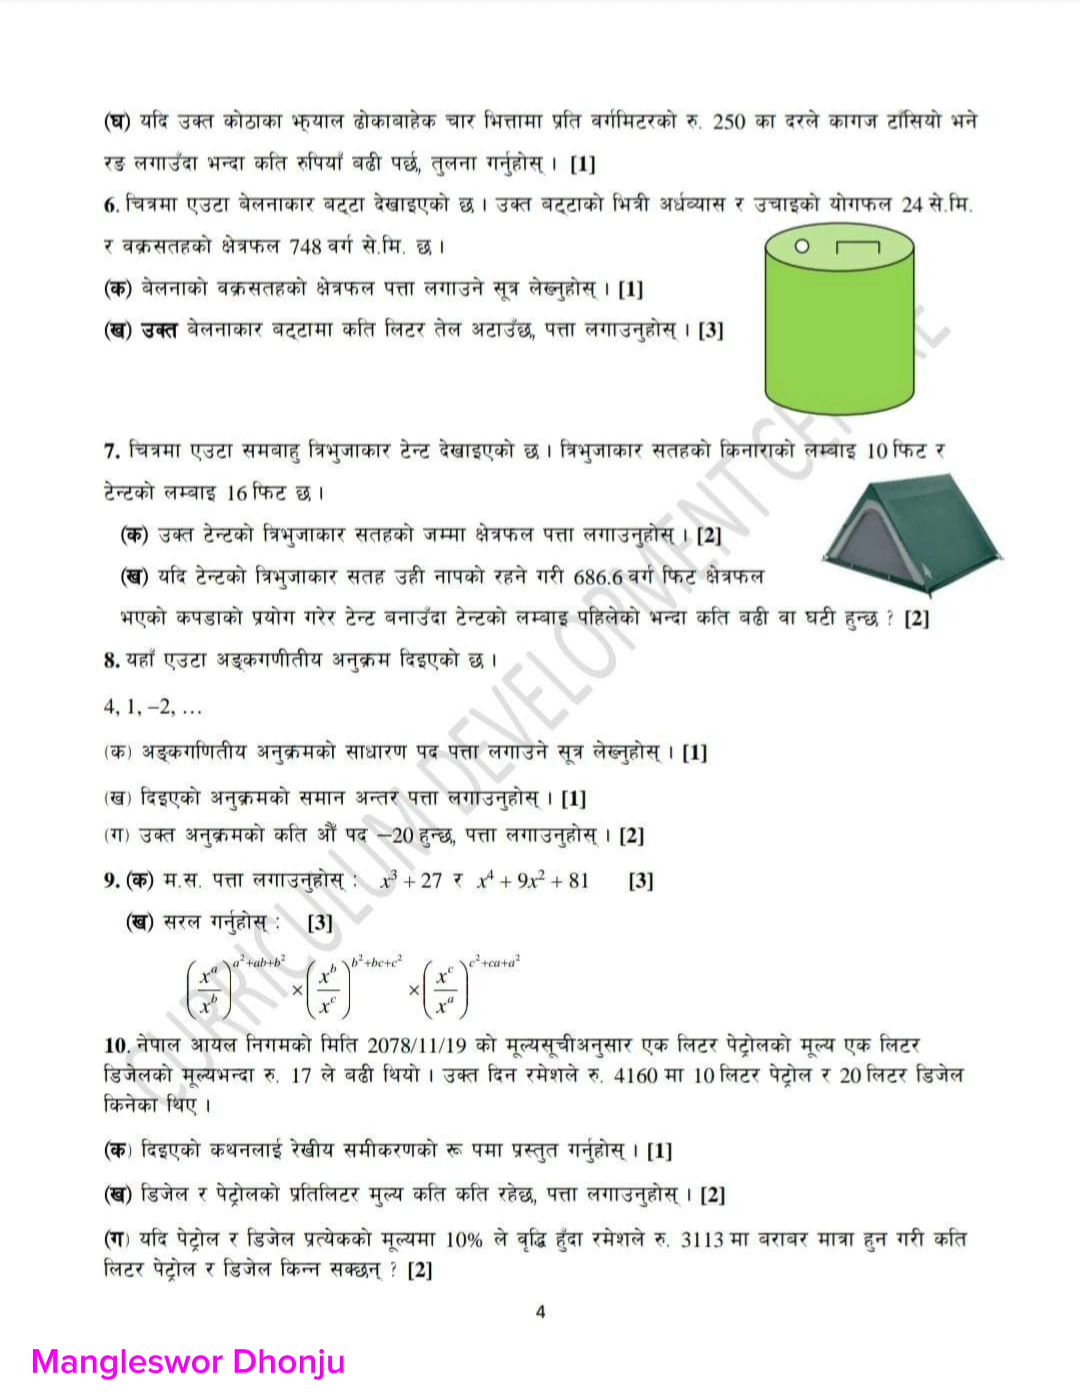 (घ) यदि उक्त कोठाका झ्याल ढोकाबाहेक चार भित्तामा प्रति वर्गमिटरको रु. 250 का दरले कागज टाँसियो भने
रङ लगाउँदा भन्दा कति रुपियाँ बढी पर्छ, तुलना गर्नुहोस् । [1]
6. चित्रमा एउटा बेलनाकार बट्टा देखाइएको छ । उक्त बट्टाको भित्री अर्धव्यास र उचाइको योगफल 24 से.मि.
र वक्रसतहको क्षेत्रफल 748 वर्ग से.मि. छ ।
(क) बेलनाको वक्रसतहको क्षेत्रफल पत्ता लगाउने सूत्र लेख्नुहोस् । [1]
(ख) उक्त बेलनाकार बट्टामा कति लिटर तेल अटाउँछ, पत्ता लगाउनुहोस् । [3]
7. चित्रमा एउटा समबाहु त्रिभुजाकार टेन्ट देखाइएको छ । त्रिभुजाकार सतहको किनाराको लम्बाइ 10 फिट र
टेन्टको लम्बाइ 16 फिट छ ।
(क) उक्त टेन्टको त्रिभुजाकार सतहको जम्मा क्षेत्रफल पत्ता लगाउनुहोस् । [2]
(ख) यदि टेन्टको त्रिभुजाकार सतह उही नापको रहने गरी 686.6 वर्ग फिट क्षेत्रफल
भएको कपडाको प्रयोग गरेर टेन्ट बनाउँदा टेन्टको लम्बाइ पहिलेको भन्दा कति बढी वा घटी हुन्छ ? [2]
8. यहाँ एउटा अङ्कगणीतीय अनुक्रम दिइएको छ ।
4, 1, –2, …
(क) अङ्कगणितीय अनुक्रमको साधारण पद पत्ता लगाउने सूत्र लेख्नुहोस् । [1]
(ख) दिइएको अनुक्रमको समान अन्तर पत्ता लगाउनुहोस् । [1]
(ग) उक्त अनुक्रमको कति औँ पद –20 हुन्छ, पत्ता लगाउनुहोस् । [2]
9. (क) म.स. पत्ता लगाउनुहोस् : x³ + 27 र x⁴ + 9x² + 81 [3]
(ख) सरल गर्नुहोस् : [3]
(xᵃ/xᵇ)^(a²+ab+b²) × (xᵇ/xᶜ)^(b²+bc+c²) × (xᶜ/xᵃ)^(c²+ca+a²)
10. नेपाल आयल निगमको मिति 2078/11/19 को मूल्यसूचीअनुसार एक लिटर पेट्रोलको मूल्य एक लिटर
डिजेलको मूल्यभन्दा रु. 17 ले बढी थियो । उक्त दिन रमेशले रु. 4160 मा 10 लिटर पेट्रोल र 20 लिटर डिजेल
किनेका थिए ।
(क) दिइएको कथनलाई रेखीय समीकरणको रू पमा प्रस्तुत गर्नुहोस् । [1]
(ख) डिजेल र पेट्रोलको प्रतिलिटर मुल्य कति कति रहेछ, पत्ता लगाउनुहोस् । [2]
(ग) यदि पेट्रोल र डिजेल प्रत्येकको मूल्यमा 10% ले वृद्धि हुँदा रमेशले रु. 3113 मा बराबर मात्रा हुन गरी कति
लिटर पेट्रोल र डिजेल किन्न सक्छन् ? [2]
4
CURRICULUM DEVELOPMENT CENTRE
Mangleswor Dhonju